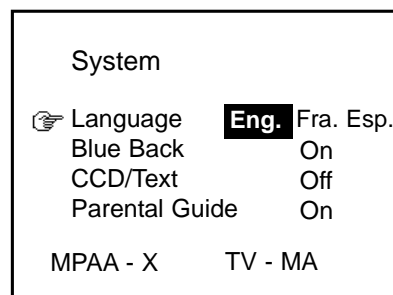 System
Language Eng. Fra. Esp.
Blue Back On
CCD/Text Off
Parental Guide On
MPAA - X TV - MA